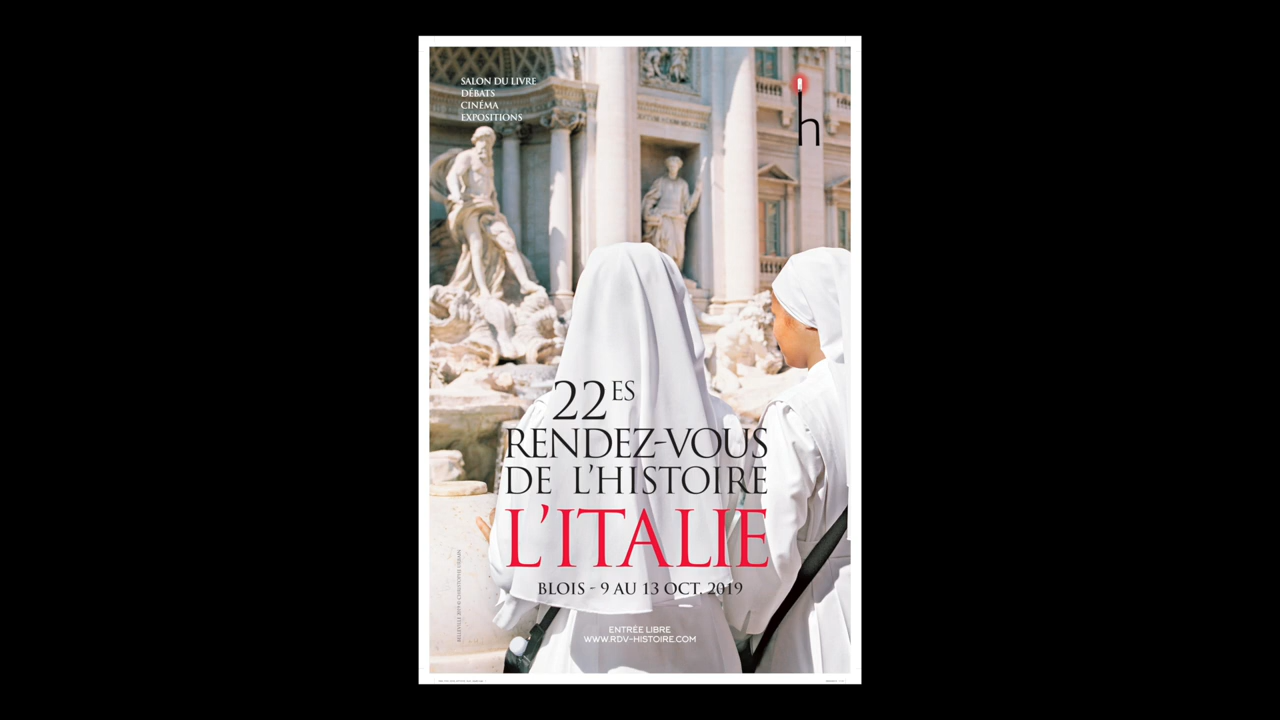 SALON DU LIVRE
DÉBATS
CINÉMA
EXPOSITIONS
h
22ES
RENDEZ-VOUS
DE L'HISTOIRE
L'ITALIE
BLOIS - 9 AU 13 OCT. 2019
ENTRÉE LIBRE
WWW.RDV-HISTOIRE.COM